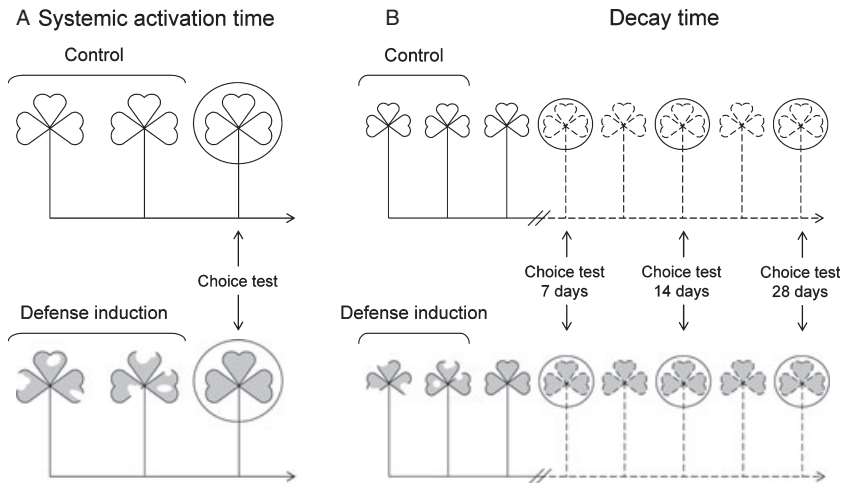 A Systemic activation time
Control
Choice test
Defense induction
B Decay time
Control
Choice test
7 days
Choice test
14 days
Choice test
28 days
Defense induction